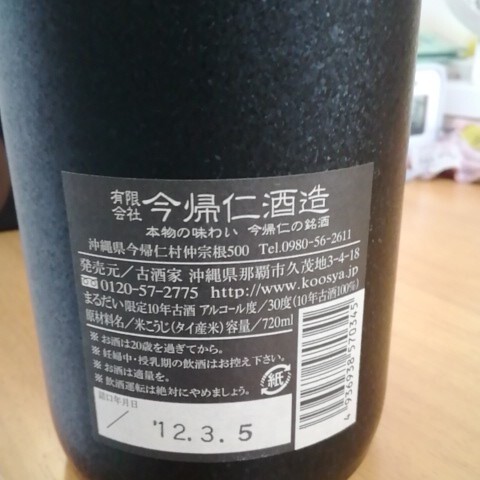 有限会社 今帰仁酒造
本物の味わい 今帰仁の銘酒
沖縄県今帰仁村仲宗根500 Tel.0980-56-2611
発売元/古酒家 沖縄県那覇市久茂地3-4-18
0120-57-2775 http://www.koosya.jp
まるだい限定10年古酒 アルコール度/30度(10年古酒100%)
原材料名/米こうじ(タイ産米)容量/720ml
※お酒は20歳を過ぎてから。
※妊婦中・授乳期の飲酒はお控え下さい。
※お酒は適量を。
※飲酒運転は絶対にやめましょう。
紙
詰口年月日
/ '12.3.5
4 936938 570345